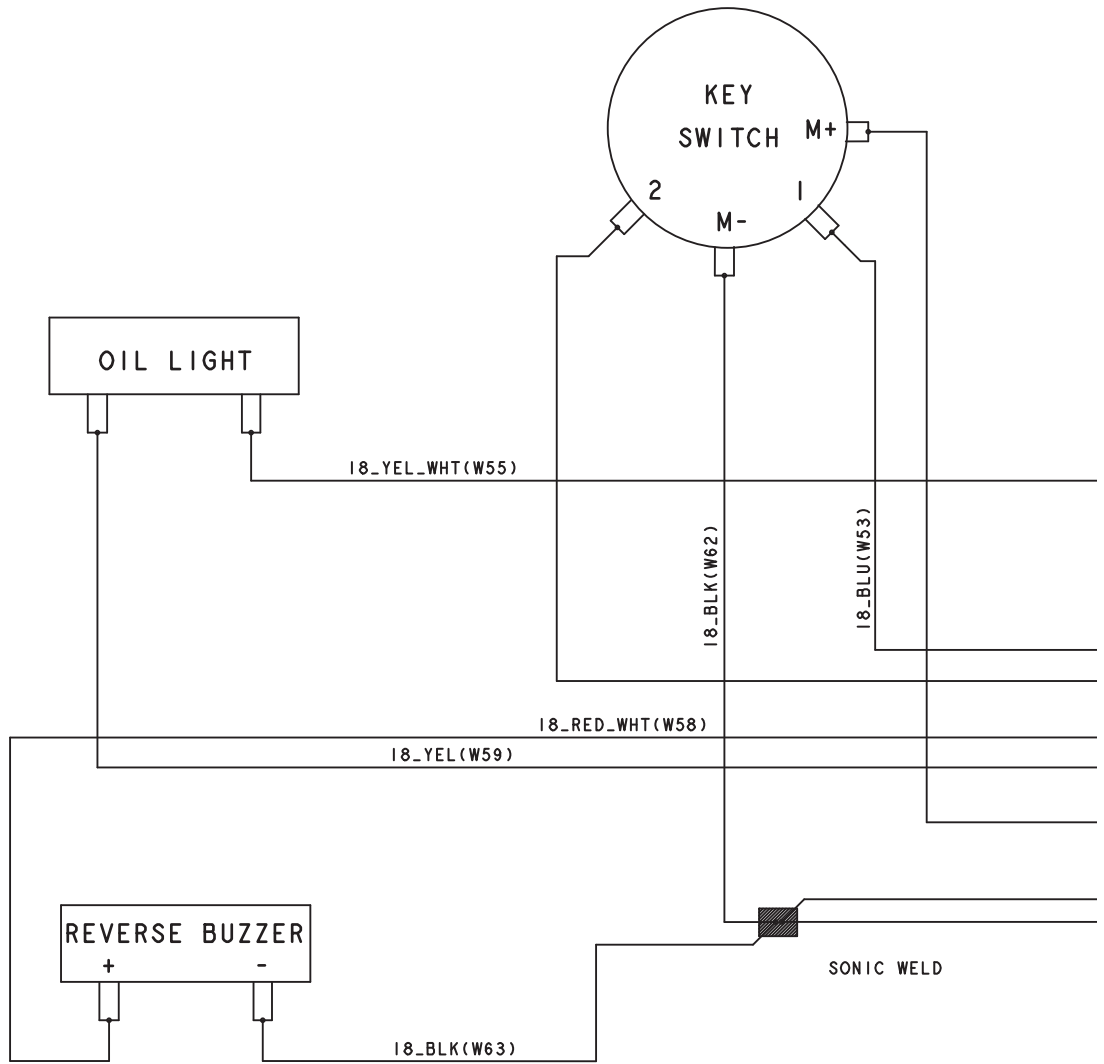 KEY
SWITCH
M+
2
1
M-
OIL LIGHT
18_YEL_WHT(W55)
18_BLK(W62)
18_BLU(W53)
18_RED_WHT(W58)
18_YEL(W59)
REVERSE BUZZER
+ -
SONIC WELD
18_BLK(W63)